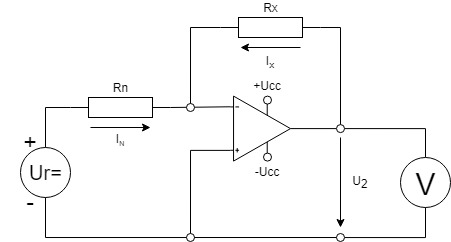 Rx
Ix
Rn
+Ucc
IN
-
+
+
Ur=
-Ucc
U2
V
-